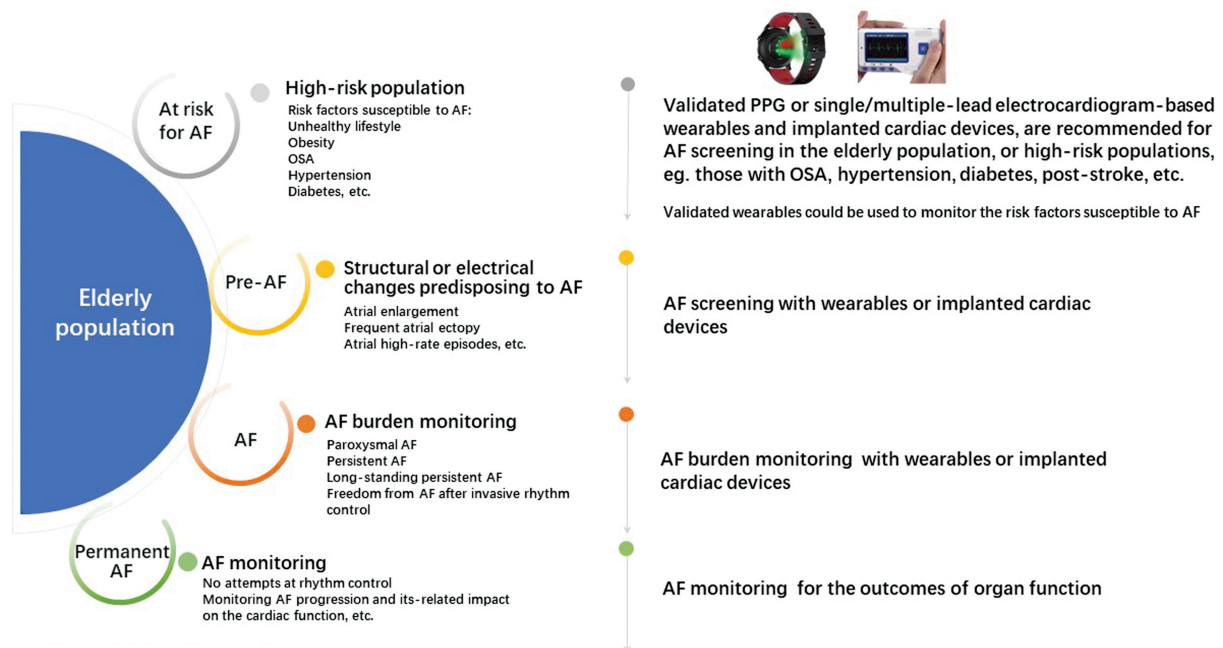 At risk
for AF
High-risk population
Risk factors susceptible to AF:
Unhealthy lifestyle
Obesity
OSA
Hypertension
Diabetes, etc.
Validated PPG or single/multiple-lead electrocardiogram-based
wearables and implanted cardiac devices, are recommended for
AF screening in the elderly population, or high-risk populations,
eg. those with OSA, hypertension, diabetes, post-stroke, etc.
Validated wearables could be used to monitor the risk factors susceptible to AF
Elderly
population
Pre-AF
Structural or electrical
changes predisposing to AF
Atrial enlargement
Frequent atrial ectopy
Atrial high-rate episodes, etc.
AF screening with wearables or implanted cardiac
devices
AF
AF burden monitoring
Paroxysmal AF
Persistent AF
Long-standing persistent AF
Freedom from AF after invasive rhythm
control
AF burden monitoring with wearables or implanted
cardiac devices
Permanent
AF
AF monitoring
No attempts at rhythm control
Monitoring AF progression and its-related impact
on the cardiac function, etc.
AF monitoring for the outcomes of organ function